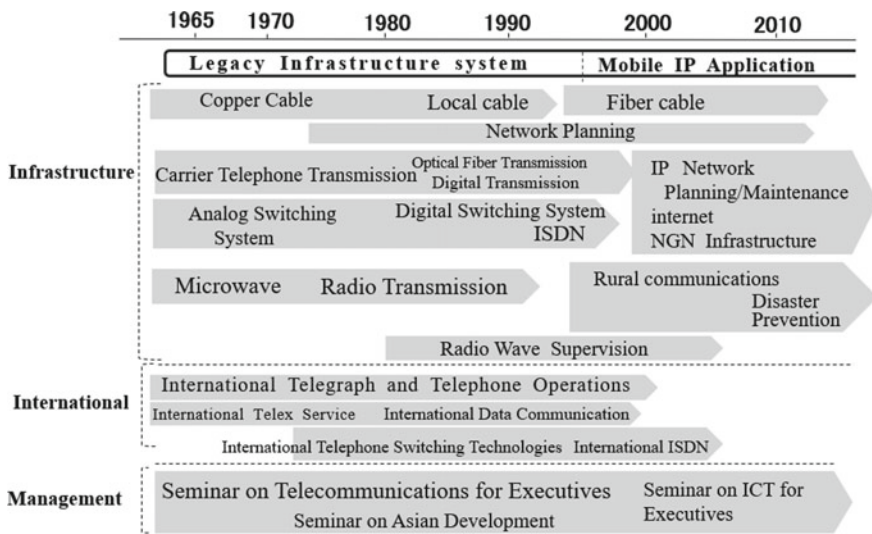 1965 1970 1980 1990 2000 2010
Legacy Infrastructure system Mobile IP Application
Infrastructure
Copper Cable Local cable Fiber cable
Network Planning
Carrier Telephone Transmission
Optical Fiber Transmission
Digital Transmission
Analog Switching
System
Digital Switching System
ISDN
IP Network
Planning/Maintenance
internet
NGN Infrastructure
Microwave Radio Transmission
Rural communications
Disaster
Prevention
Radio Wave Supervision
International
International Telegraph and Telephone Operations
International Telex Service International Data Communication
International Telephone Switching Technologies International ISDN
Management
Seminar on Telecommunications for Executives
Seminar on Asian Development
Seminar on ICT for
Executives